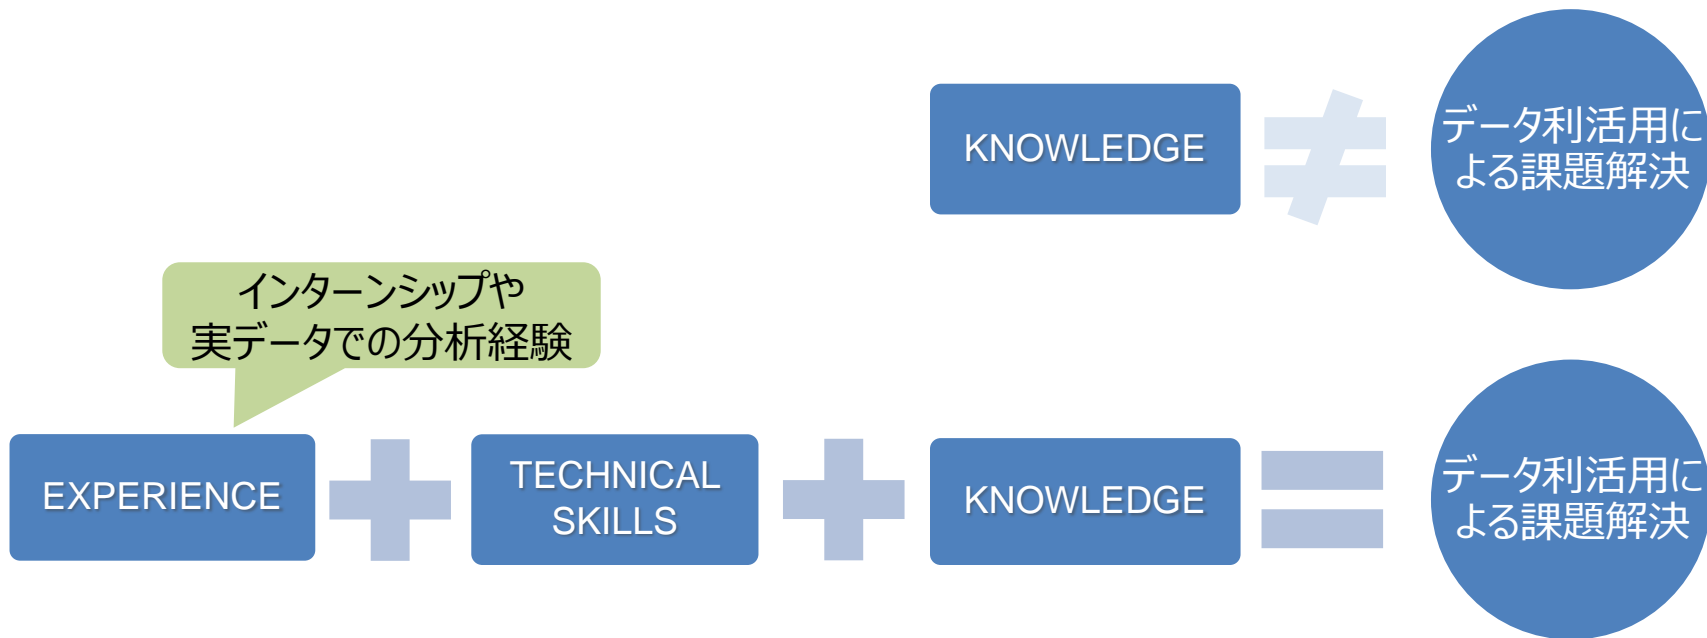 KNOWLEDGE
≠
データ利活用に
よる課題解決
インターンシップや
実データでの分析経験
EXPERIENCE
+
TECHNICAL
SKILLS
+
KNOWLEDGE
=
データ利活用に
よる課題解決